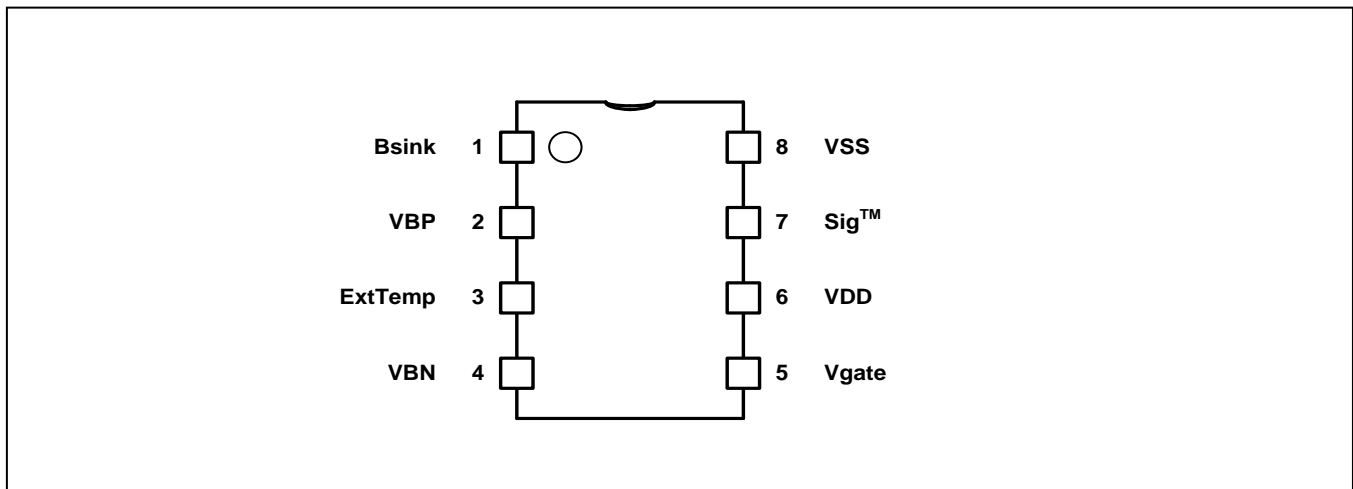 Bsink 1 8 VSS
VBP 2 7 Sig™
ExtTemp 3 6 VDD
VBN 4 5 Vgate